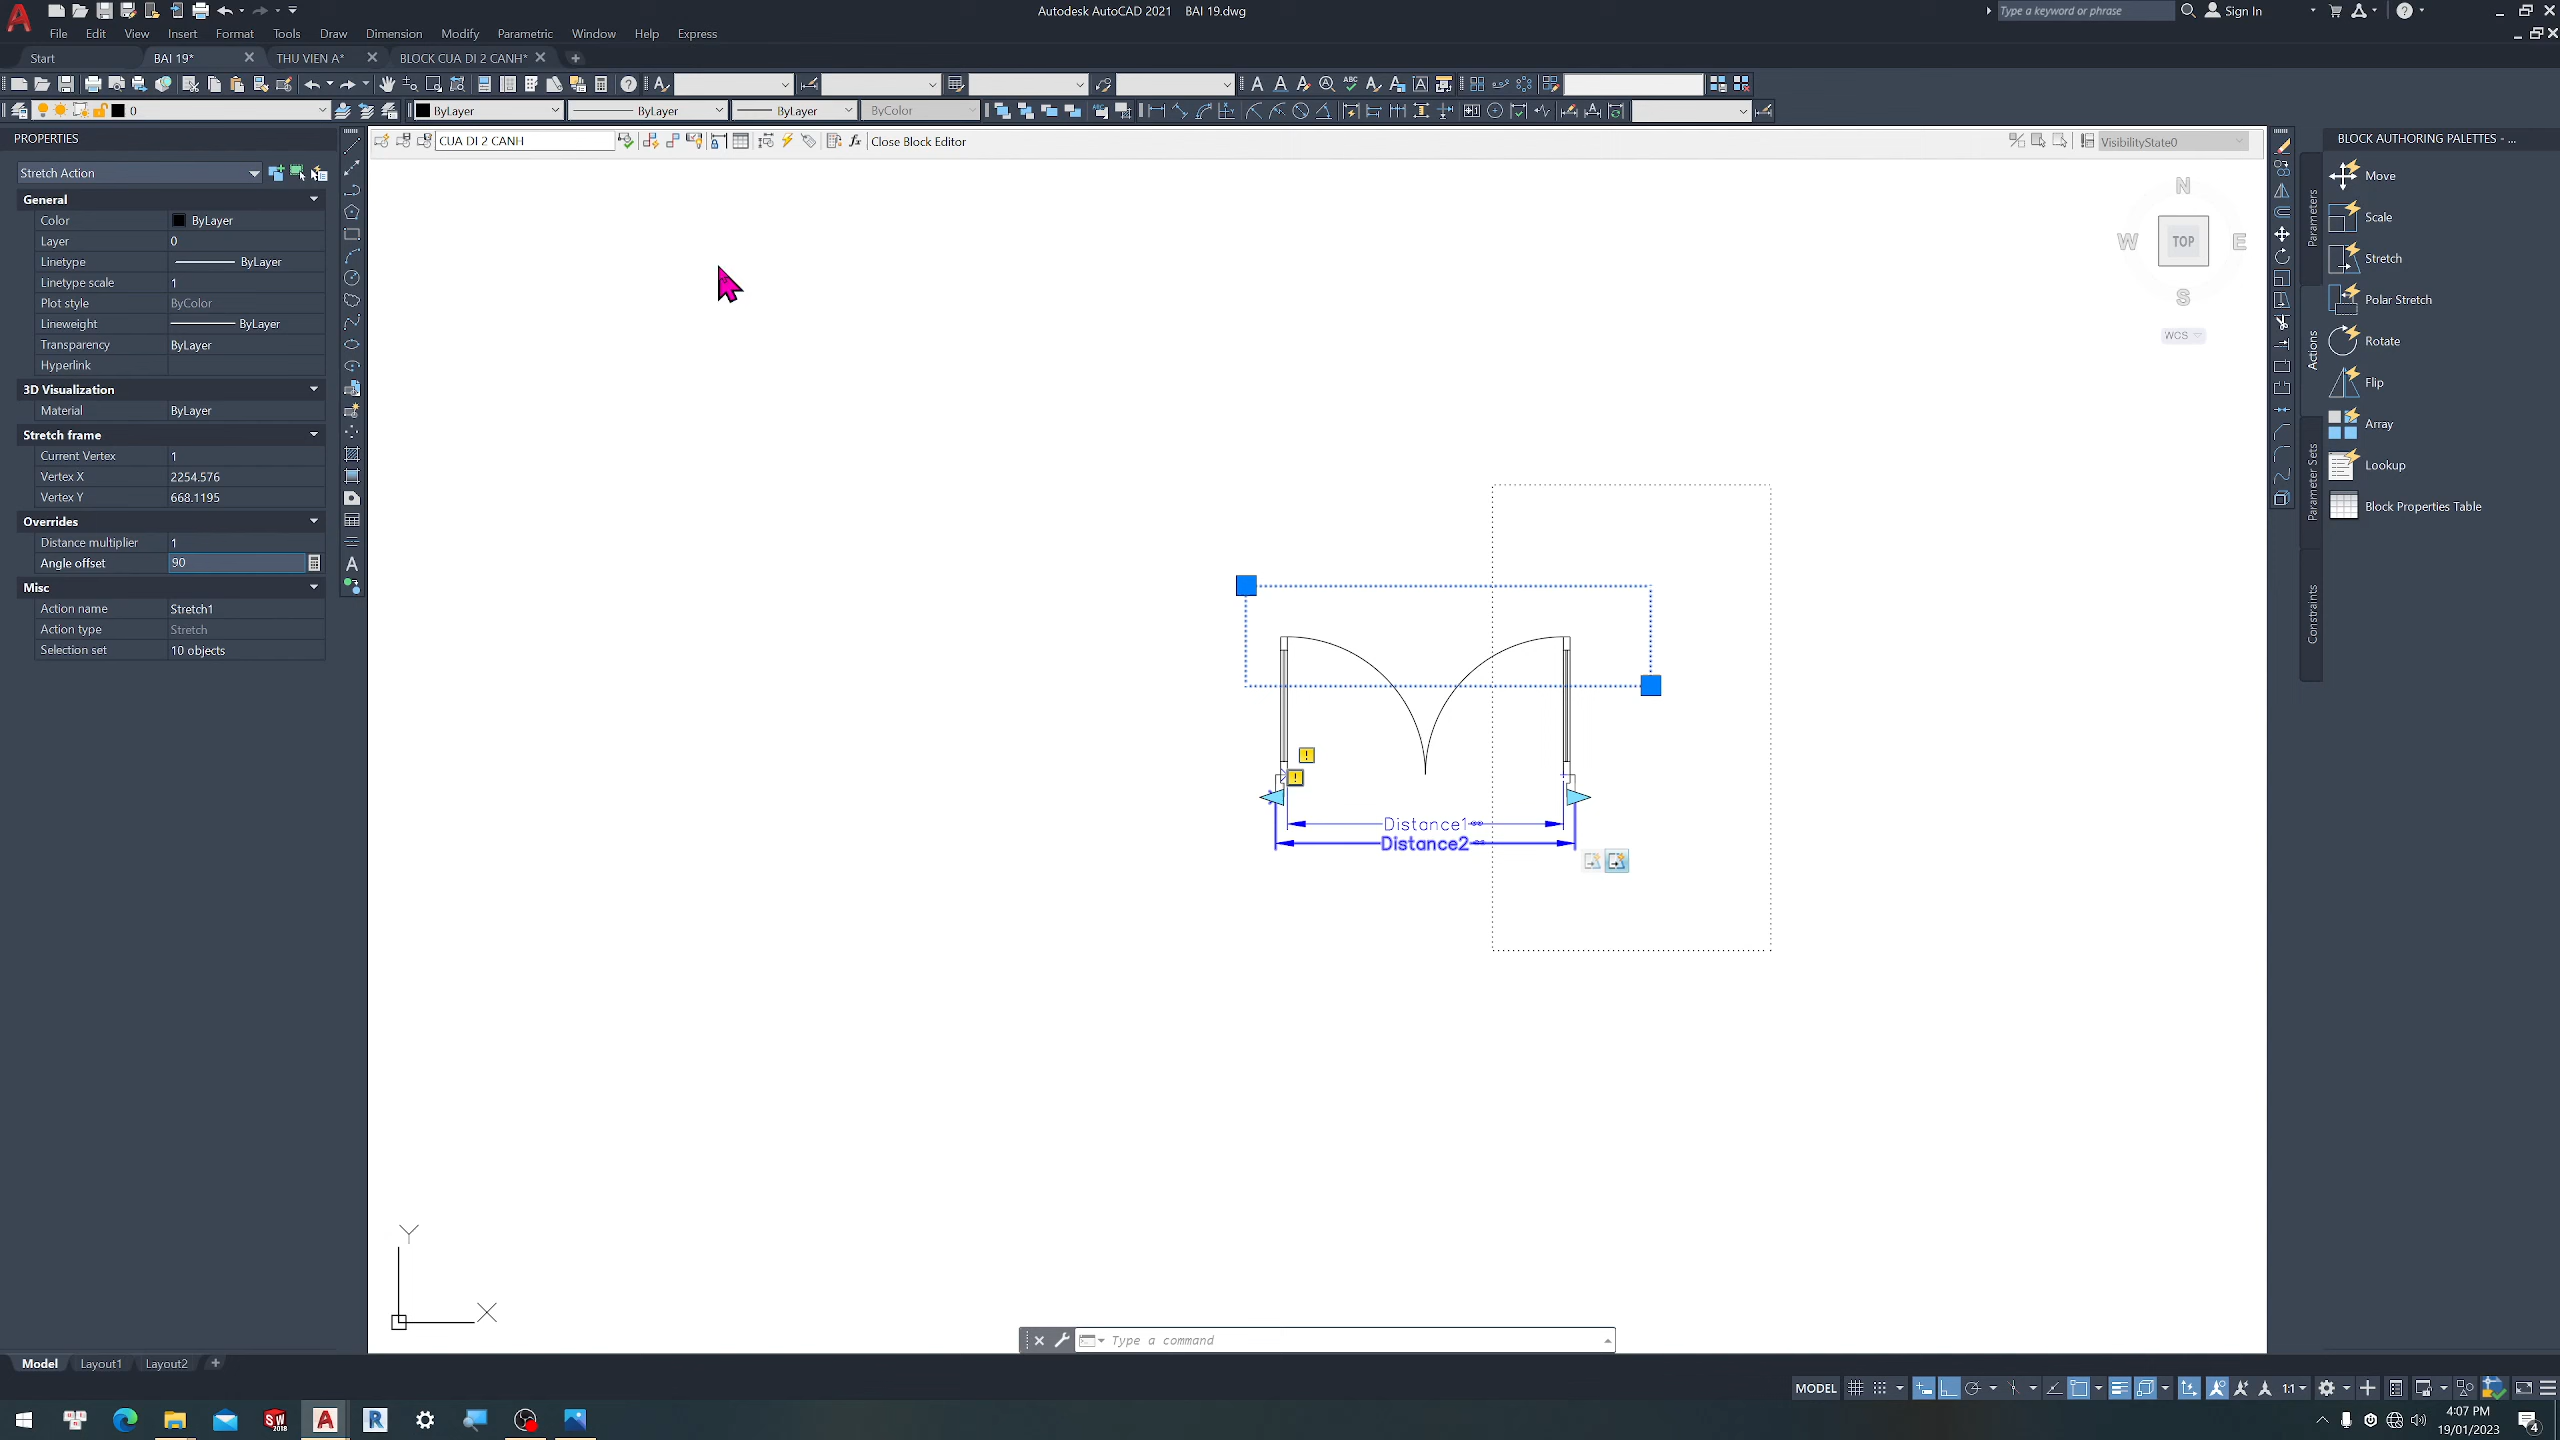 Autodesk AutoCAD 2021 BAI 19.dwg
Type a keyword or phrase
Sign In
File Edit View Insert Format Tools Draw Dimension Modify Parametric Window Help Express
Start BAI 19* THU VIEN A* BLOCK CUA DI 2 CANH*
0 ByLayer ByLayer ByLayer ByColor
PROPERTIES
CUA DI 2 CANH
Close Block Editor
VisibilityState0
BLOCK AUTHORING PALETTES - ...
Stretch Action
General
Color ByLayer
Layer 0
Linetype ByLayer
Linetype scale 1
Plot style ByColor
Lineweight ByLayer
Transparency ByLayer
Hyperlink
3D Visualization
Material ByLayer
Stretch frame
Current Vertex 1
Vertex X 2254.576
Vertex Y 668.1195
Overrides
Distance multiplier 1
Angle offset 90
Misc
Action name Stretch1
Action type Stretch
Selection set 10 objects
N
W TOP E
S
WCS
Distance1
Distance2
Parameters
Actions
Parameter Sets
Constraints
Move
Scale
Stretch
Polar Stretch
Rotate
Flip
Array
Lookup
Block Properties Table
Y
X
Type a command
Model Layout1 Layout2
MODEL 1:1
4:07 PM
19/01/2023
4